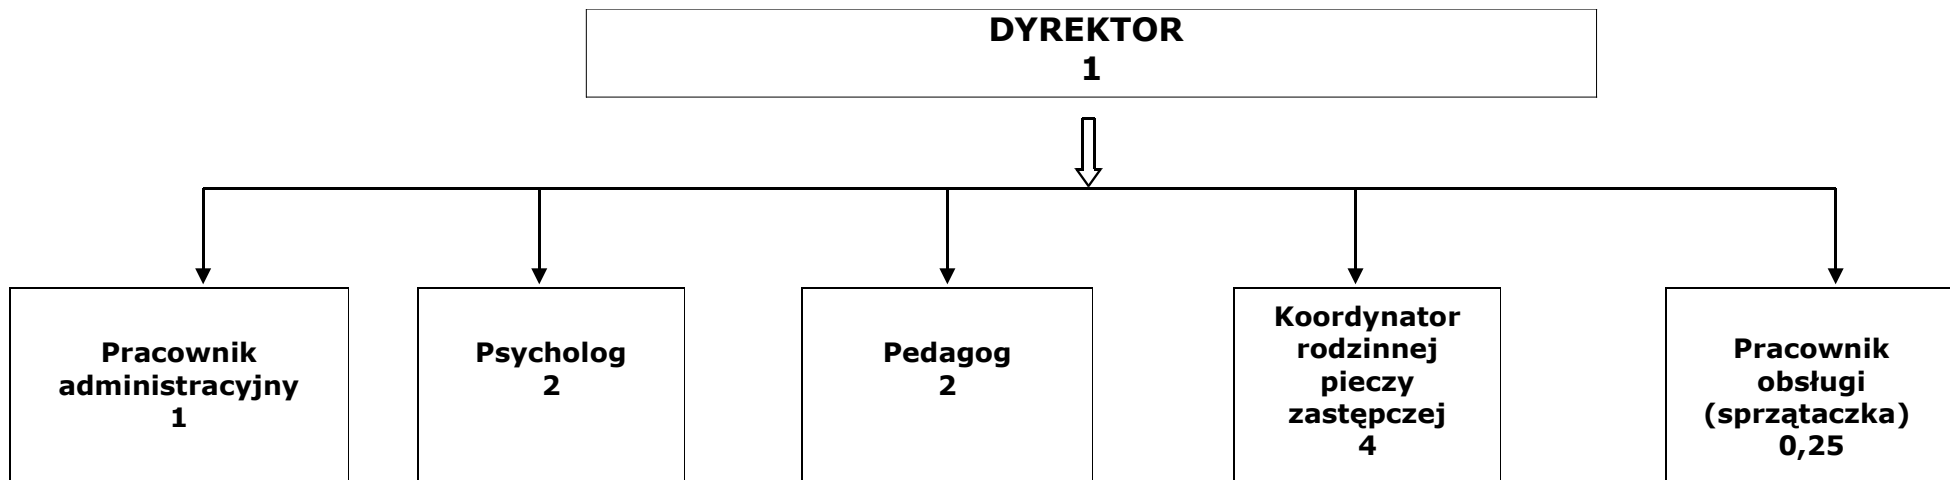 DYREKTOR
1
Pracownik
administracyjny
1
Psycholog
2
Pedagog
2
Koordynator
rodzinnej
pieczy
zastępczej
4
Pracownik
obsługi
(sprzątaczka)
0,25